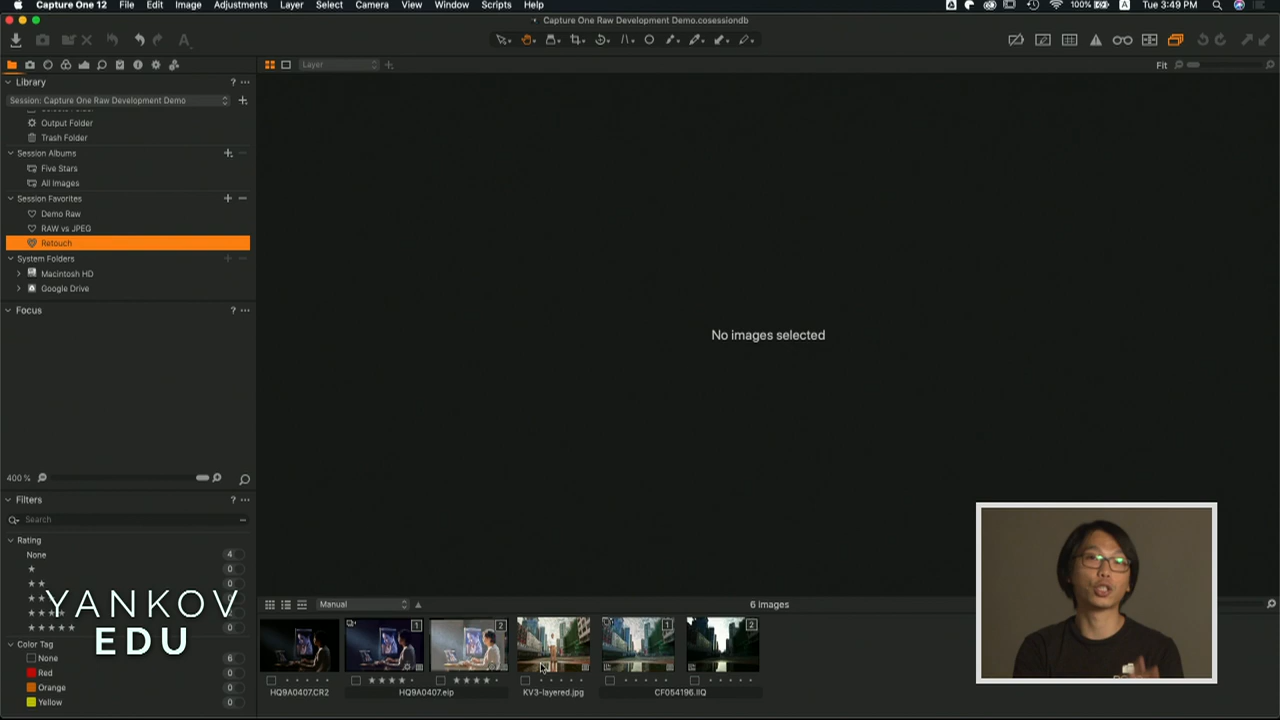 Capture One 12 File Edit Image Adjustments Layer Select Camera View Window Scripts Help 100% A Tue 3:49 PM
Capture One Raw Development Demo.cosessiondb
Layer
Fit
Library
? ...
Session: Capture One Raw Development Demo
Output Folder
Trash Folder
Session Albums
Five Stars
All Images
Session Favorites
Demo Raw
RAW vs JPEG
Retouch
System Folders
Macintosh HD
Google Drive
Focus
? ...
No images selected
400 %
Filters
? ...
Search
Rating
None 4
0
0
0
0
0
YANKOV
EDU
Color Tag
None 6
Red 0
Orange 0
Yellow 0
Manual
6 images
1 2 1 2
HQ9A0407.CR2 HQ9A0407.eip KV3-layered.jpg CF054196.IIQ